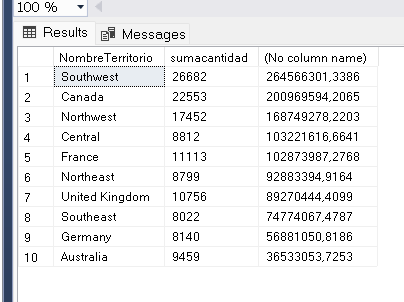 100 %
Results Messages
NombreTerritorio sumacantidad (No column name)
1 Southwest 26682 264566301,3386
2 Canada 22553 200969594,2065
3 Northwest 17452 168749278,2203
4 Central 8812 103221616,6641
5 France 11113 102873987,2768
6 Northeast 8799 92883394,9164
7 United Kingdom 10756 89270444,4099
8 Southeast 8022 74774067,4787
9 Germany 8140 56881050,8186
10 Australia 9459 36533053,7253